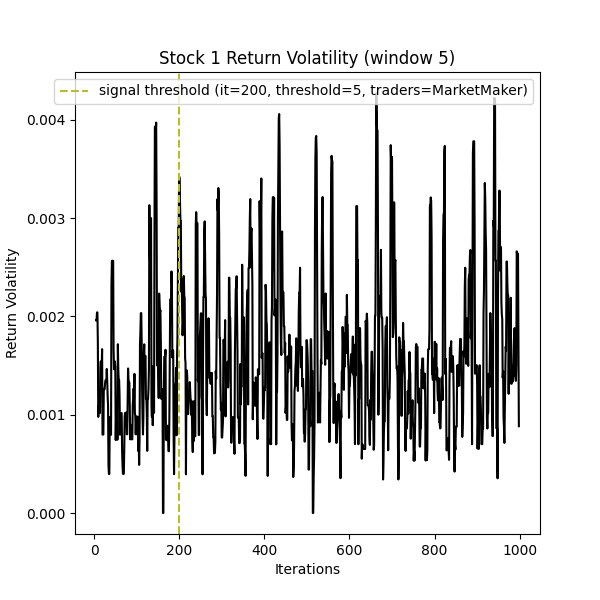 Stock 1 Return Volatility (window 5)
signal threshold (it=200, threshold=5, traders=MarketMaker)
0.004
0.003
0.002
0.001
0.000
Return Volatility
0 200 400 600 800 1000
Iterations